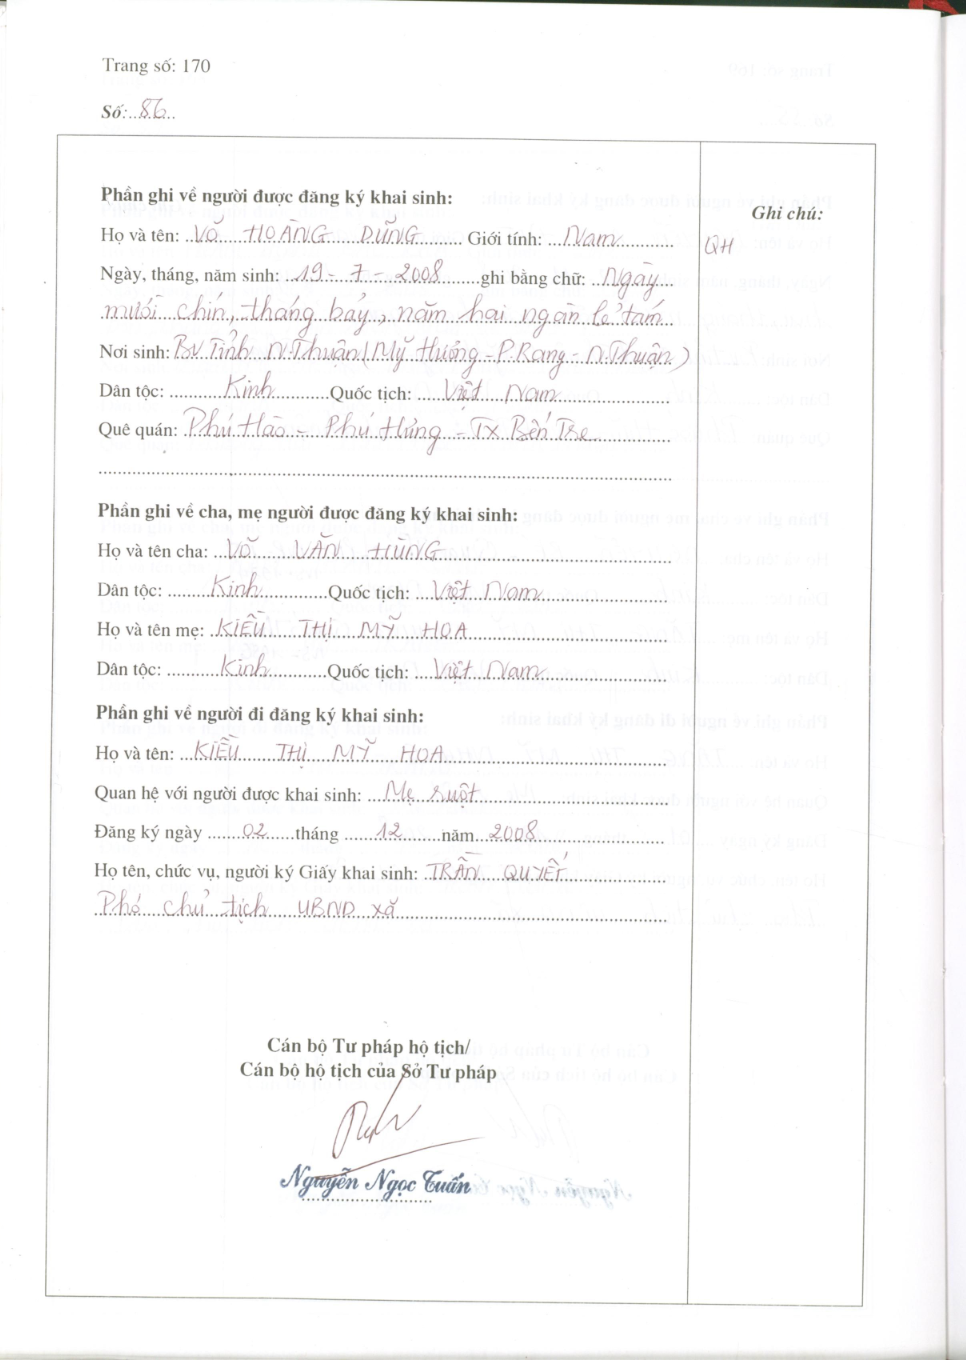 Trang số: 170
Số: 86
Phần ghi về người được đăng ký khai sinh:
Ghi chú:
Họ và tên: VÕ HOÀNG DŨNG Giới tính: Nam
QH
Ngày, tháng, năm sinh: 19 - 7 - 2008 ghi bằng chữ: Ngày
mười chín, tháng bảy, năm hai ngàn lẻ tám
Nơi sinh: BV Tỉnh N.Thuận (Mỹ Hương - P.Rang - N.Thuận)
Dân tộc: Kinh Quốc tịch: Việt Nam
Quê quán: Phú Hào - Phú Hưng - Tx Bến Tre
Phần ghi về cha, mẹ người được đăng ký khai sinh:
Họ và tên cha: VÕ VĂN HÙNG
Dân tộc: Kinh Quốc tịch: Việt Nam
Họ và tên mẹ: KIỀU THỊ MỸ HOA
Dân tộc: Kinh Quốc tịch: Việt Nam
Phần ghi về người đi đăng ký khai sinh:
Họ và tên: KIỀU THỊ MỸ HOA
Quan hệ với người được khai sinh: Mẹ ruột
Đăng ký ngày 02 tháng 12 năm 2008
Họ tên, chức vụ, người ký Giấy khai sinh: TRẦN QUYẾT
Phó chủ tịch UBND xã
Cán bộ Tư pháp hộ tịch/
Cán bộ hộ tịch của Sở Tư pháp
Nguyễn Ngọc Tuấn